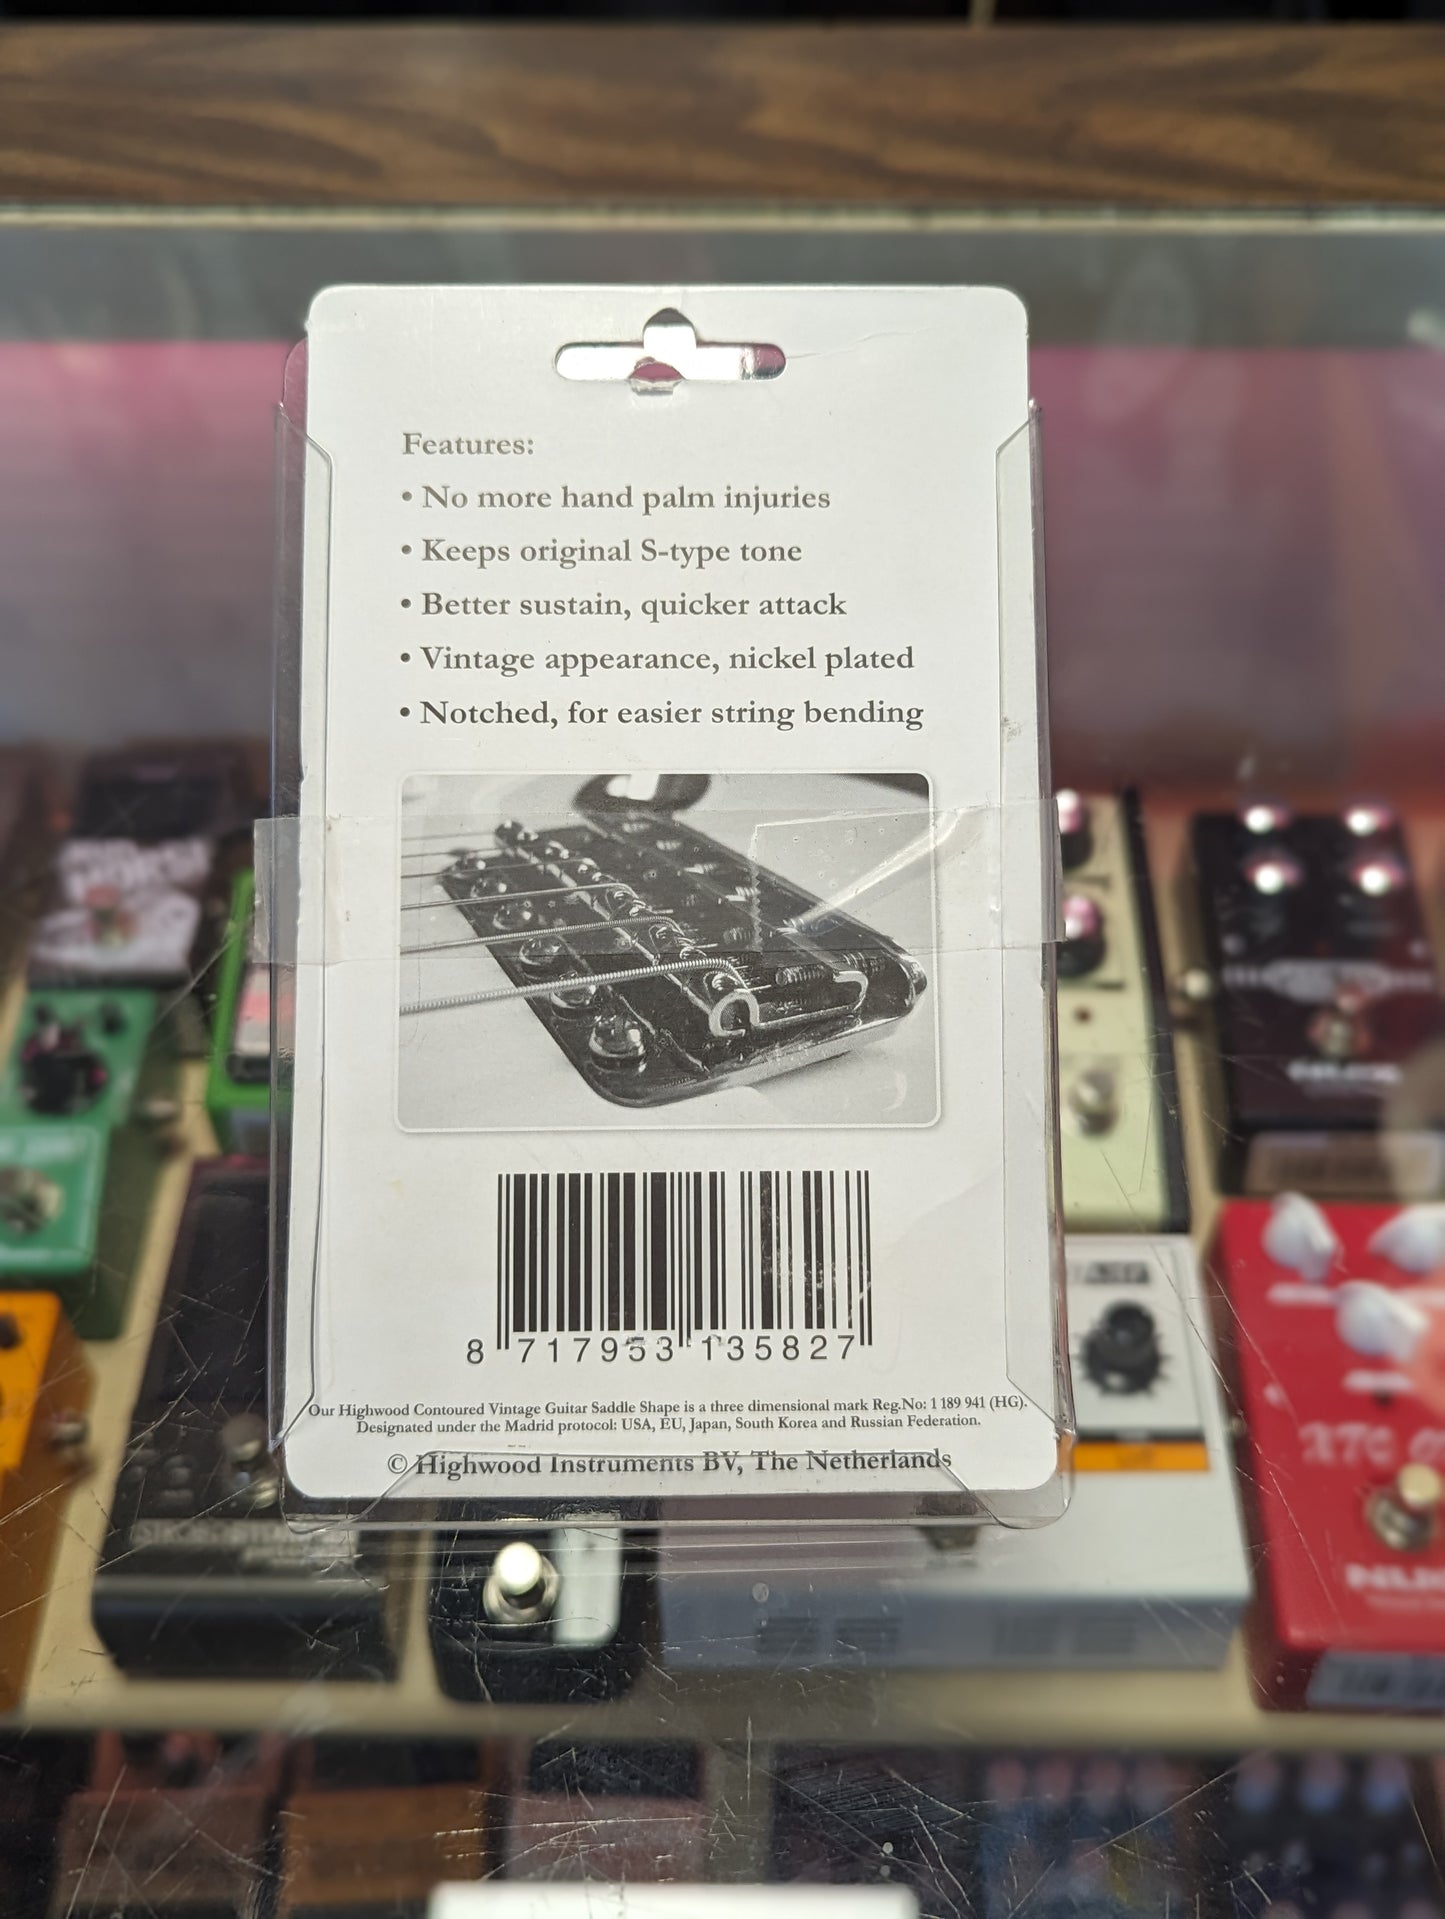 Features:
• No more hand palm injuries
• Keeps original S-type tone
• Better sustain, quicker attack
• Vintage appearance, nickel plated
• Notched, for easier string bending
8 717953 135827
Our Highwood Contoured Vintage Guitar Saddle Shape is a three dimensional mark Reg.No: 1 189 941 (HG).
Designated under the Madrid protocol: USA, EU, Japan, South Korea and Russian Federation.
© Highwood Instruments BV, The Netherlands